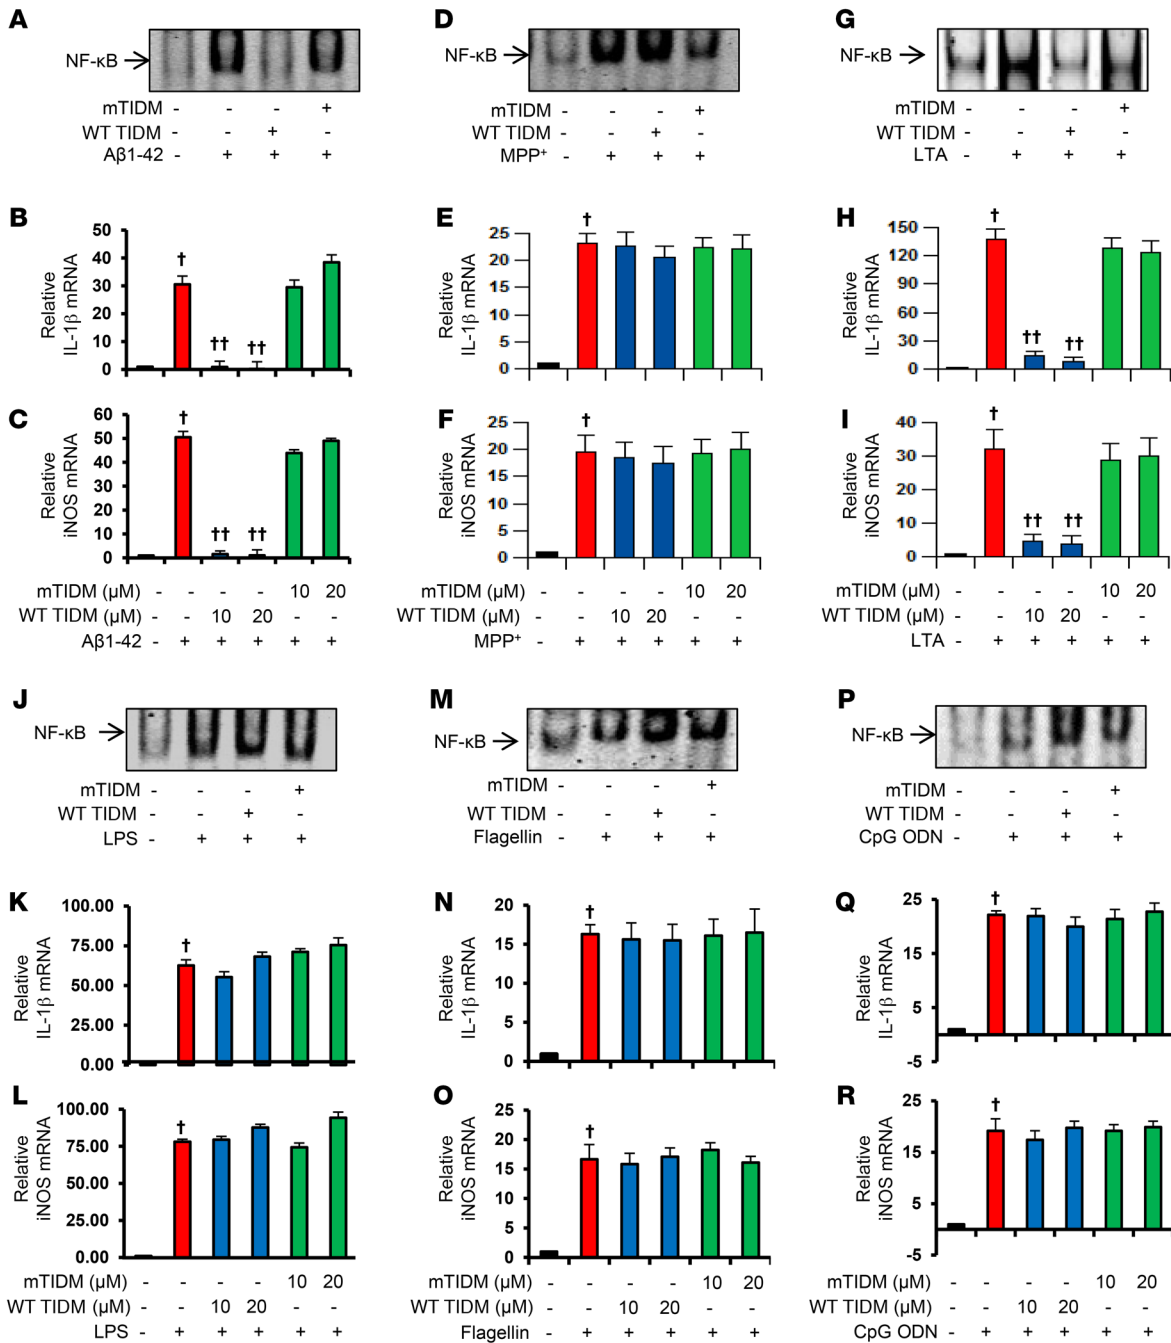 A
NF-κB
mTIDM - - - +
WT TIDM - - + -
Aβ1-42 - + + +
D
NF-κB
mTIDM - - - +
WT TIDM - - + -
MPP+ - + + +
G
NF-κB
mTIDM - - - +
WT TIDM - - + -
LTA - + + +
B
Relative
IL-1β mRNA
50
40
30
20
10
0
†
††
††
E
Relative
IL-1β mRNA
25
20
15
10
5
0
†
H
Relative
IL-1β mRNA
150
120
90
60
30
0
†
††
††
C
Relative
iNOS mRNA
60
50
40
30
20
10
0
†
††
††
mTIDM (µM) - - - - 10 20
WT TIDM (µM) - - 10 20 - -
Aβ1-42 - + + + + +
F
Relative
iNOS mRNA
25
20
15
10
5
0
†
mTIDM (µM) - - - - 10 20
WT TIDM (µM) - - 10 20 - -
MPP+ - + + + + +
I
Relative
iNOS mRNA
40
30
20
10
0
†
††
††
mTIDM (µM) - - - - 10 20
WT TIDM (µM) - - 10 20 - -
LTA - + + + + +
J
NF-κB
mTIDM - - - +
WT TIDM - - + -
LPS - + + +
M
NF-κB
mTIDM - - - +
WT TIDM - - + -
Flagellin - + + +
P
NF-κB
mTIDM - - - +
WT TIDM - - + -
CpG ODN - + + +
K
Relative
IL-1β mRNA
100.00
75.00
50.00
25.00
0.00
†
N
Relative
IL-1β mRNA
20
15
10
5
0
†
Q
Relative
IL-1β mRNA
25
15
5
-5
†
L
Relative
iNOS mRNA
100.00
75.00
50.00
25.00
0.00
†
mTIDM (µM) - - - - 10 20
WT TIDM (µM) - - 10 20 - -
LPS - + + + + +
O
Relative
iNOS mRNA
25
20
15
10
5
0
†
mTIDM (µM) - - - - 10 20
WT TIDM (µM) - - 10 20 - -
Flagellin - + + + + +
R
Relative
iNOS mRNA
25
15
5
-5
†
mTIDM (µM) - - - - 10 20
WT TIDM (µM) - - 10 20 - -
CpG ODN - + + + + +